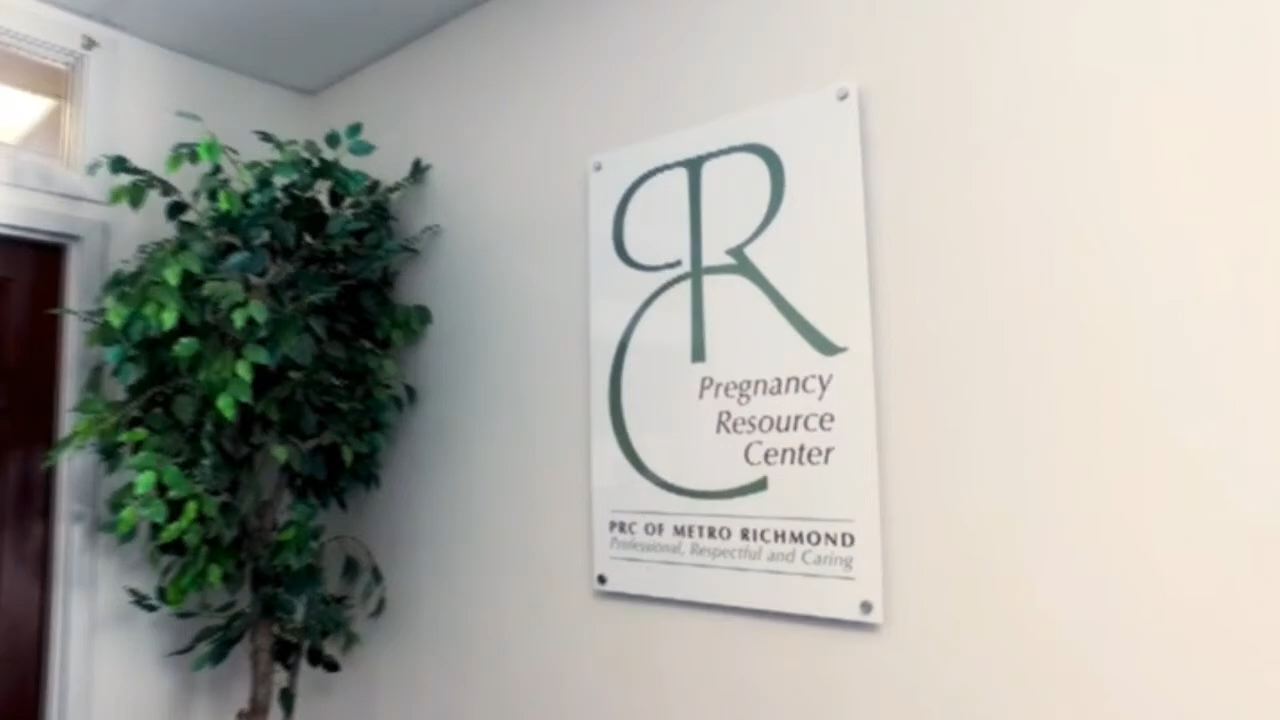 PRC
Pregnancy
Resource
Center
PRC OF METRO RICHMOND
Professional, Respectful and Caring